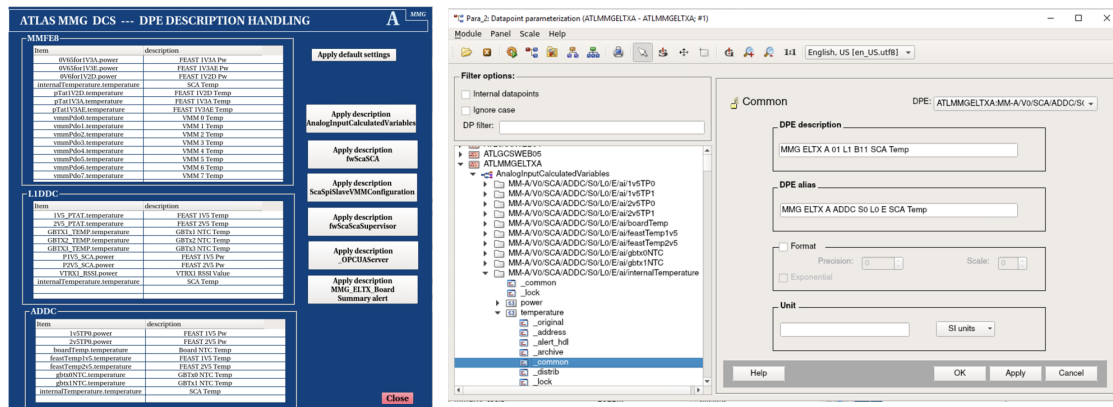 ATLAS MMG DCS --- DPE DESCRIPTION HANDLING
A MMG
MMFE8
Item description
0V65for1V3A.power FEAST 1V3A Pw
0V65for1V3E.power FEAST 1V3AE Pw
0V6for1V2D.power FEAST 1V2D Pw
internalTemperature.temperature SCA Temp
pTat1V2D.temperature FEAST 1V2D Temp
pTat1V3A.temperature FEAST 1V3A Temp
pTat1V3AE.temperature FEAST 1V3AE Temp
vmmPdo0.temperature VMM 0 Temp
vmmPdo1.temperature VMM 1 Temp
vmmPdo2.temperature VMM 2 Temp
vmmPdo3.temperature VMM 3 Temp
vmmPdo4.temperature VMM 4 Temp
vmmPdo5.temperature VMM 5 Temp
vmmPdo6.temperature VMM 6 Temp
vmmPdo7.temperature VMM 7 Temp
L1DDC
Item description
1V5_PTAT.temperature FEAST 1V5 Temp
2V5_PTAT.temperature FEAST 2V5 Temp
GBTX1_TEMP.temperature GBTx1 NTC Temp
GBTX2_TEMP.temperature GBTx2 NTC Temp
GBTX3_TEMP.temperature GBTx3 NTC Temp
P1V5_SCA.power FEAST 1V5 Pw
P2V5_SCA.power FEAST 2V5 Pw
VTRX1_RSSI.power VTRX1 RSSI Value
internalTemperature.temperature SCA Temp
ADDC
Item description
1v5TP0.power FEAST 1V5 Pw
2v5TP0.power FEAST 2V5 Pw
boardTemp.temperature Board NTC Temp
feastTemp1v5.temperature FEAST 1V5 Temp
feastTemp2v5.temperature FEAST 2V5 Temp
gbtx0NTC.temperature GBTx0 NTC Temp
gbtx1NTC.temperature GBTx1 NTC Temp
internalTemperature.temperature SCA Temp
Apply default settings
Apply description
AnalogInputCalculatedVariables
Apply description
fwScaSCA
Apply description
ScaSpiSlaveVMMConfiguration
Apply description
fwScaScaSupervisor
Apply description
_OPCUAServer
Apply description
MMG_ELTX_Board
Summary alert
Close
Para_2: Datapoint parameterization (ATLMMGELTXA - ATLMMGELTXA; #1)
Module Panel Scale Help
1:1 English, US [en_US.utf8]
Filter options:
Internal datapoints
Ignore case
DP filter:
ATLGCSWEB05
ATLMMGELTXA
AnalogInputCalculatedVariables
MM-A/V0/SCA/ADDC/S0/L0/E/ai/1v5TP0
MM-A/V0/SCA/ADDC/S0/L0/E/ai/1v5TP1
MM-A/V0/SCA/ADDC/S0/L0/E/ai/2v5TP0
MM-A/V0/SCA/ADDC/S0/L0/E/ai/2v5TP1
MM-A/V0/SCA/ADDC/S0/L0/E/ai/boardTemp
MM-A/V0/SCA/ADDC/S0/L0/E/ai/feastTemp1v5
MM-A/V0/SCA/ADDC/S0/L0/E/ai/feastTemp2v5
MM-A/V0/SCA/ADDC/S0/L0/E/ai/gbtx0NTC
MM-A/V0/SCA/ADDC/S0/L0/E/ai/gbtx1NTC
MM-A/V0/SCA/ADDC/S0/L0/E/ai/internalTemperature
_common
_lock
power
temperature
_original
_address
_alert_hdl
_archive
_common
_distrib
_lock
Common
DPE: ATLMMGELTXA:MM-A/V0/SCA/ADDC/S(
DPE description
MMG ELTX A 01 L1 B11 SCA Temp
DPE alias
MMG ELTX A ADDC S0 L0 E SCA Temp
Format
Precision: 0 Scale: 0
Exponential
Unit
SI units
Help OK Apply Cancel